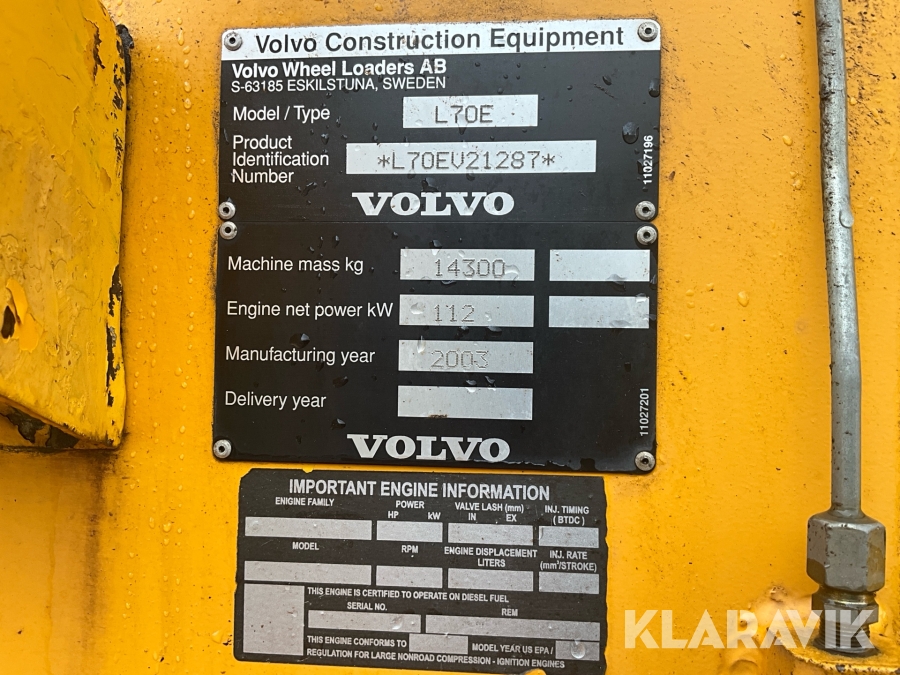 Volvo Construction Equipment
Volvo Wheel Loaders AB
S-63185 ESKILSTUNA, SWEDEN
Model / Type L70E
Product Identification Number *L70EV21287*
11027196
VOLVO
Machine mass kg 14300
Engine net power kW 112
Manufacturing year 2003
Delivery year
11027201
VOLVO
IMPORTANT ENGINE INFORMATION
ENGINE FAMILY POWER VALVE LASH (mm) INJ. TIMING
HP kW IN EX (BTDC)
MODEL RPM ENGINE DISPLACEMENT INJ. RATE
LITERS (mm³/STROKE)
THIS ENGINE IS CERTIFIED TO OPERATE ON DIESEL FUEL
SERIAL NO. REM
THIS ENGINE CONFORMS TO MODEL YEAR US EPA /
REGULATION FOR LARGE NONROAD COMPRESSION - IGNITION ENGINES
KLARAVIK